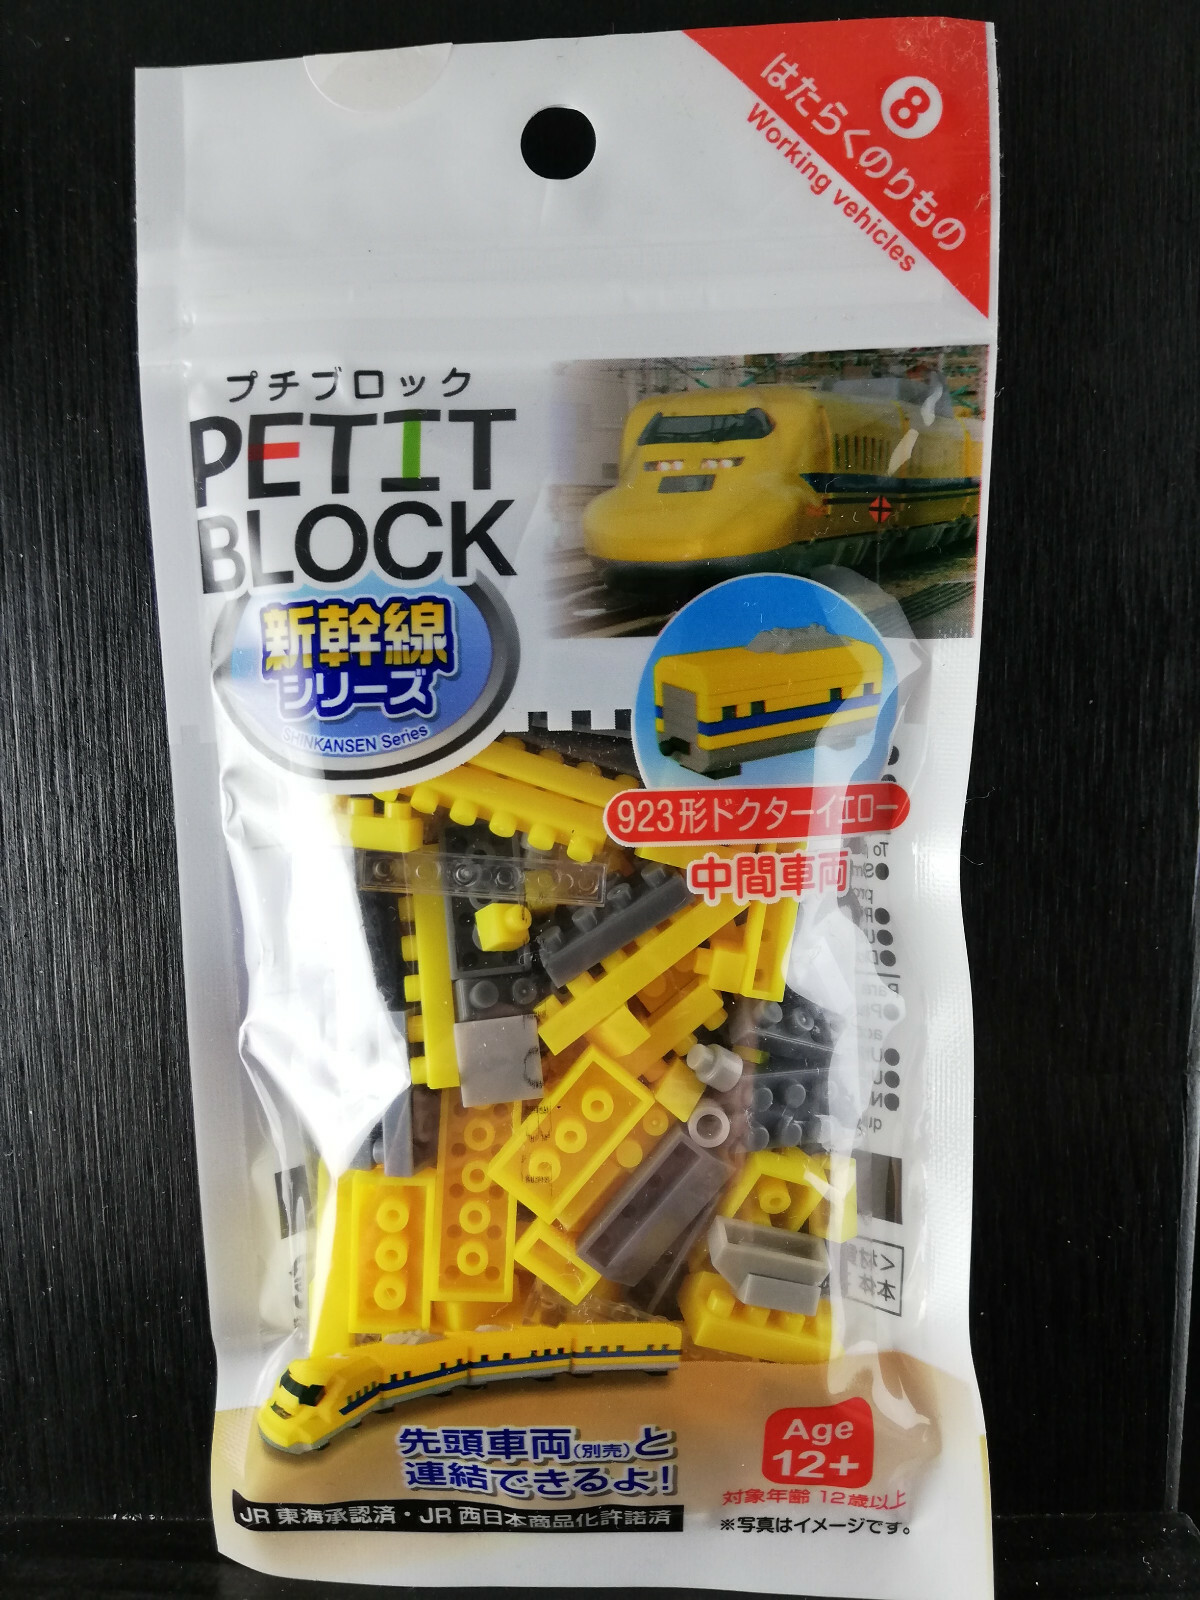 8
はたらくのりもの
Working vehicles
プチブロック
PETIT
BLOCK
新幹線
シリーズ
SHINKANSEN Series
923形ドクターイエロー
中間車両
先頭車両(別売)と
連結できるよ!
JR 東海承認済・JR 西日本商品化許諾済
Age
12+
対象年齢 12歳以上
※写真はイメージです。